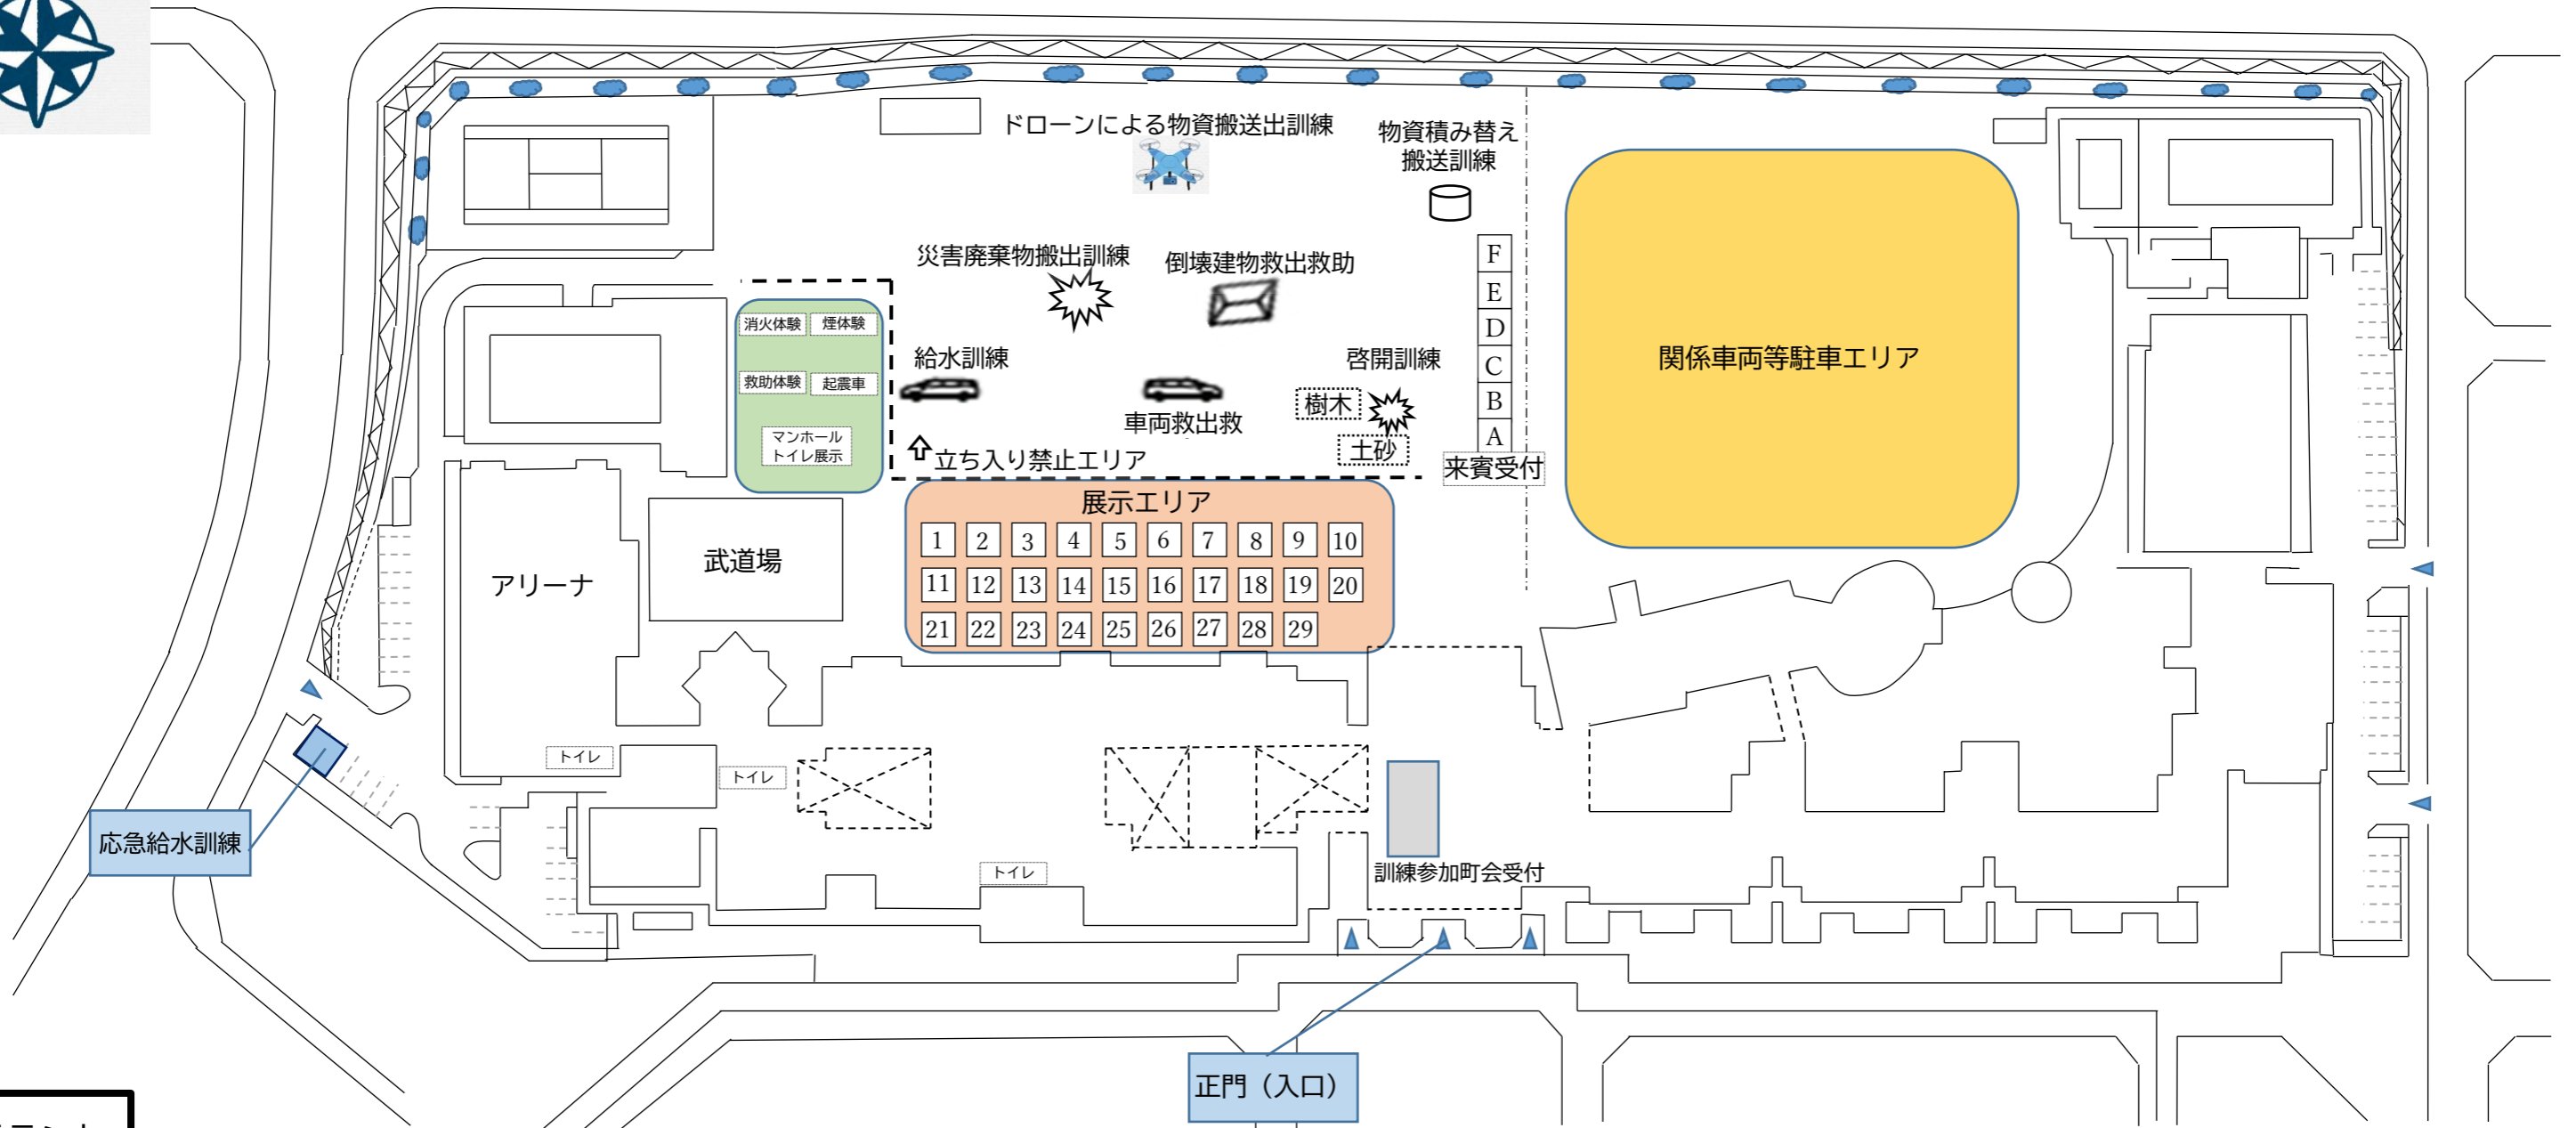 ドローンによる物資搬送出訓練
物資積み替え
搬送訓練
災害廃棄物搬出訓練
倒壊建物救出救助
F
E
D
C
B
A
来賓受付
関係車両等駐車エリア
消火体験
煙体験
救助体験
起震車
マンホール
トイレ展示
給水訓練
車両救出救
啓開訓練
樹木
土砂
立ち入り禁止エリア
展示エリア
1 2 3 4 5 6 7 8 9 10
11 12 13 14 15 16 17 18 19 20
21 22 23 24 25 26 27 28 29
アリーナ
武道場
トイレ
トイレ
トイレ
応急給水訓練
訓練参加町会受付
正門（入口）